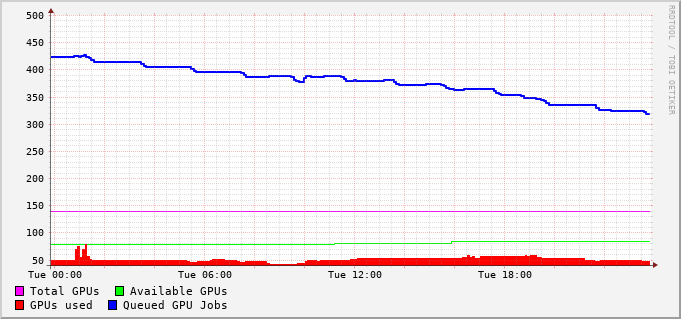 500
450
400
350
300
250
200
150
100
50
Tue 00:00 Tue 06:00 Tue 12:00 Tue 18:00
Total GPUs Available GPUs
GPUs used Queued GPU Jobs
RRDTOOL / TOBI OETIKER